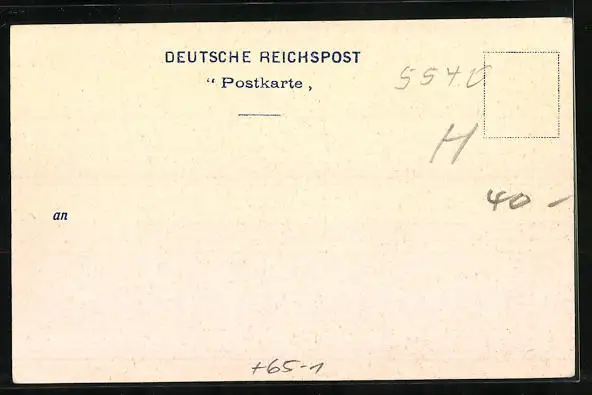 DEUTSCHE REICHSPOST
“ Postkarte,
5540
H
40 -
an
+65-1